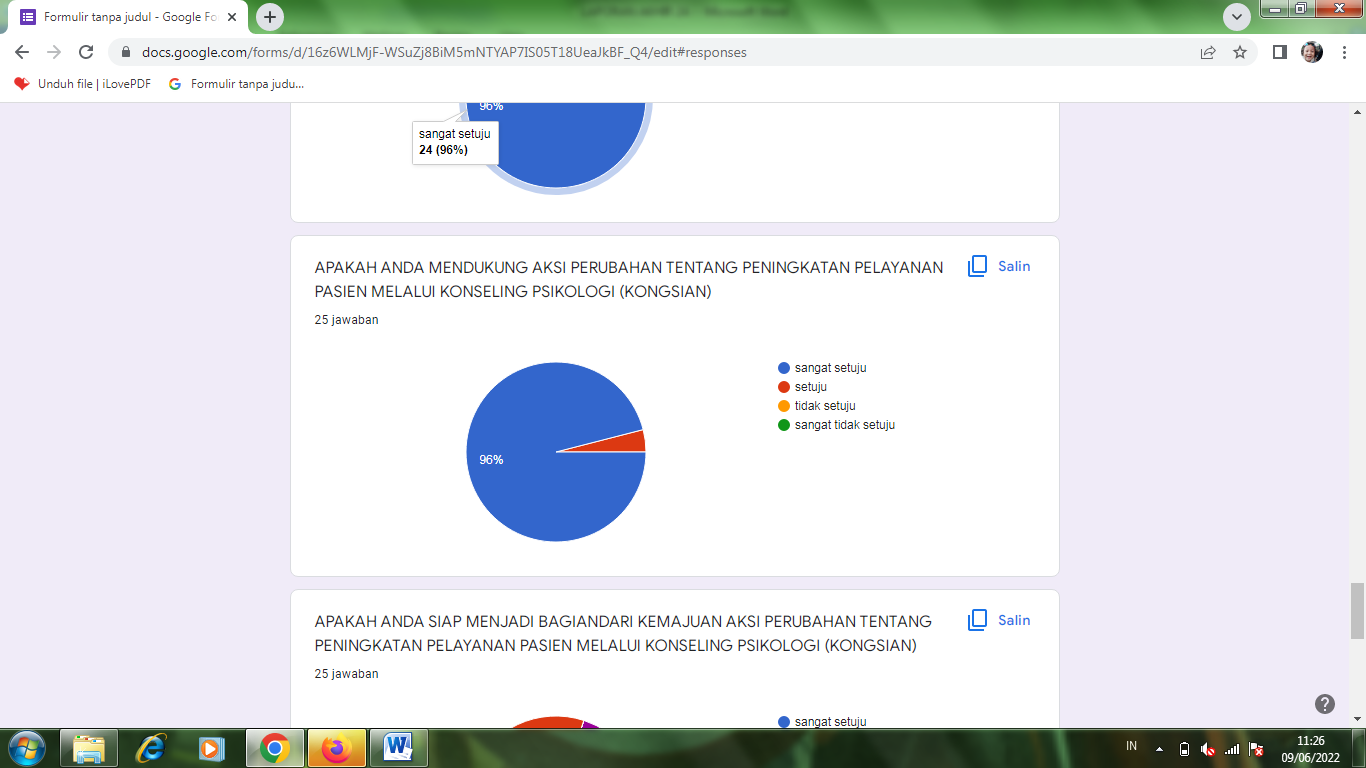 Formulir tanpa judul - Google Fo
docs.google.com/forms/d/16z6WLMjF-WSuZj8BiM5mNTYAP7IS05T18UeaJkBF_Q4/edit#responses
Unduh file | iLovePDF
Formulir tanpa judu...
96%
sangat setuju
24 (96%)
APAKAH ANDA MENDUKUNG AKSI PERUBAHAN TENTANG PENINGKATAN PELAYANAN
PASIEN MELALUI KONSELING PSIKOLOGI (KONGSIAN)
Salin
25 jawaban
sangat setuju
setuju
tidak setuju
sangat tidak setuju
96%
APAKAH ANDA SIAP MENJADI BAGIANDARI KEMAJUAN AKSI PERUBAHAN TENTANG
PENINGKATAN PELAYANAN PASIEN MELALUI KONSELING PSIKOLOGI (KONGSIAN)
Salin
25 jawaban
sangat setuju
IN
11:26
09/06/2022